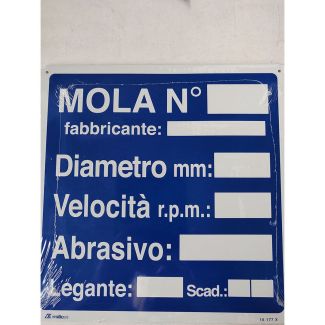 MOLA N°
fabbricante:
Diametro mm:
Velocità r.p.m.:
Abrasivo:
Legante: Scad.: